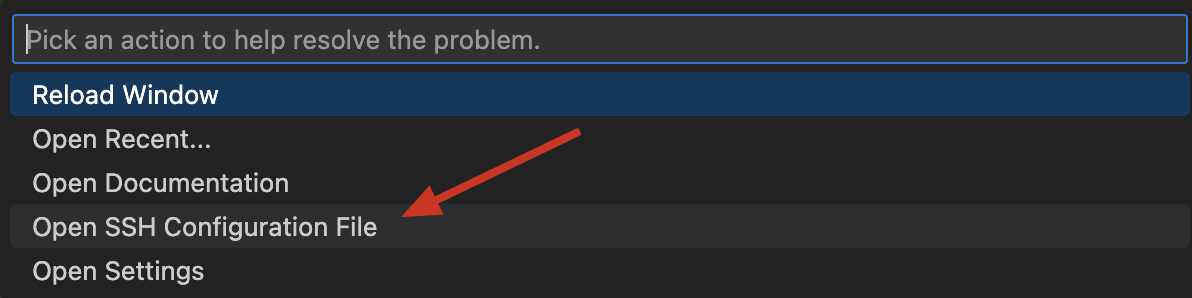 Pick an action to help resolve the problem.
Reload Window
Open Recent...
Open Documentation
Open SSH Configuration File
Open Settings